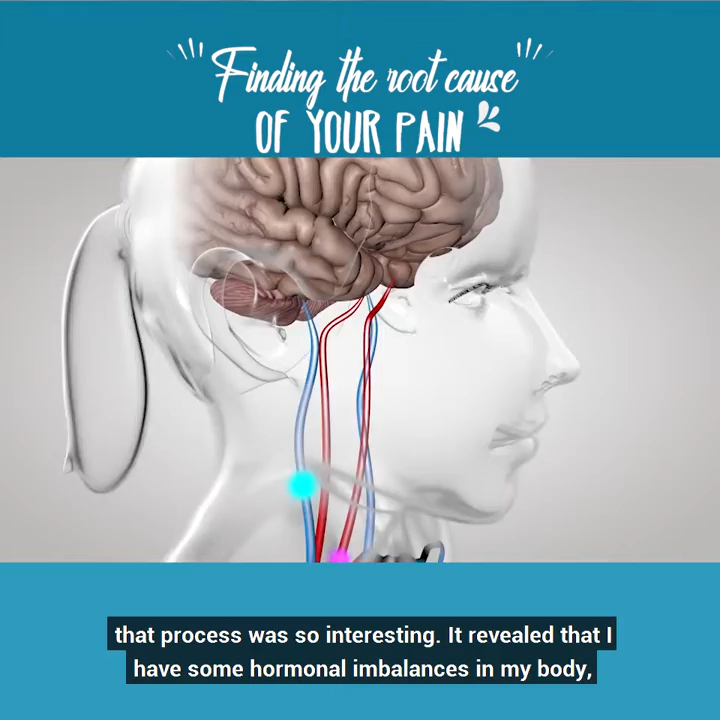 Finding the root cause
OF YOUR PAIN
that process was so interesting. It revealed that I
have some hormonal imbalances in my body,